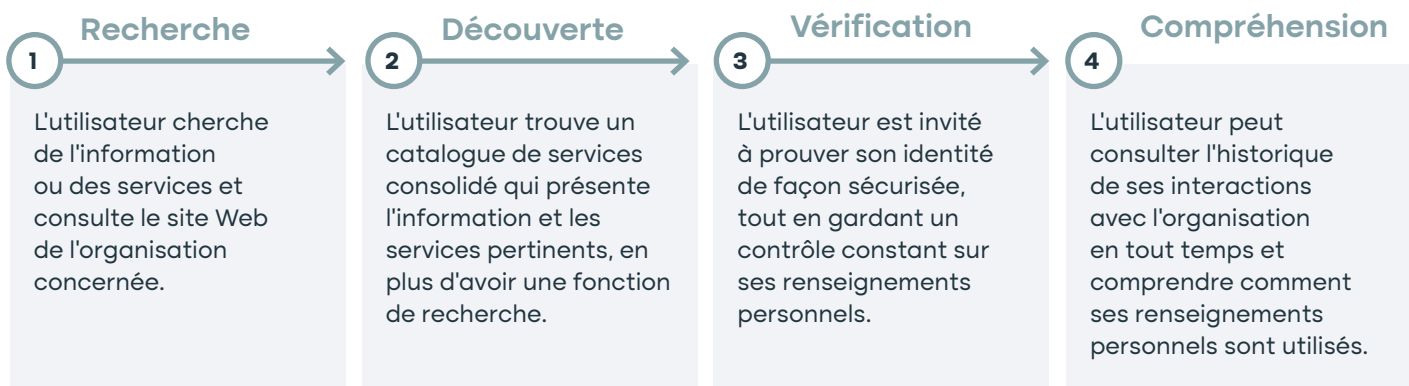 Recherche
1
L'utilisateur cherche
de l'information
ou des services et
consulte le site Web
de l'organisation
concernée.
Découverte
2
L'utilisateur trouve un
catalogue de services
consolidé qui présente
l'information et les
services pertinents, en
plus d'avoir une fonction
de recherche.
Vérification
3
L'utilisateur est invité
à prouver son identité
de façon sécurisée,
tout en gardant un
contrôle constant sur
ses renseignements
personnels.
Compréhension
4
L'utilisateur peut
consulter l'historique
de ses interactions
avec l'organisation
en tout temps et
comprendre comment
ses renseignements
personnels sont utilisés.